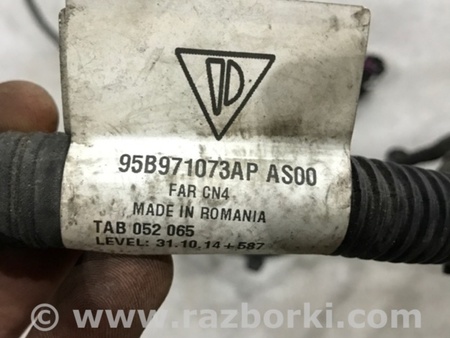 95B971073AP AS00
FAR CN4
MADE IN ROMANIA
TAB 052 065
LEVEL: 31.10.14 + 587
© www.razborki.com